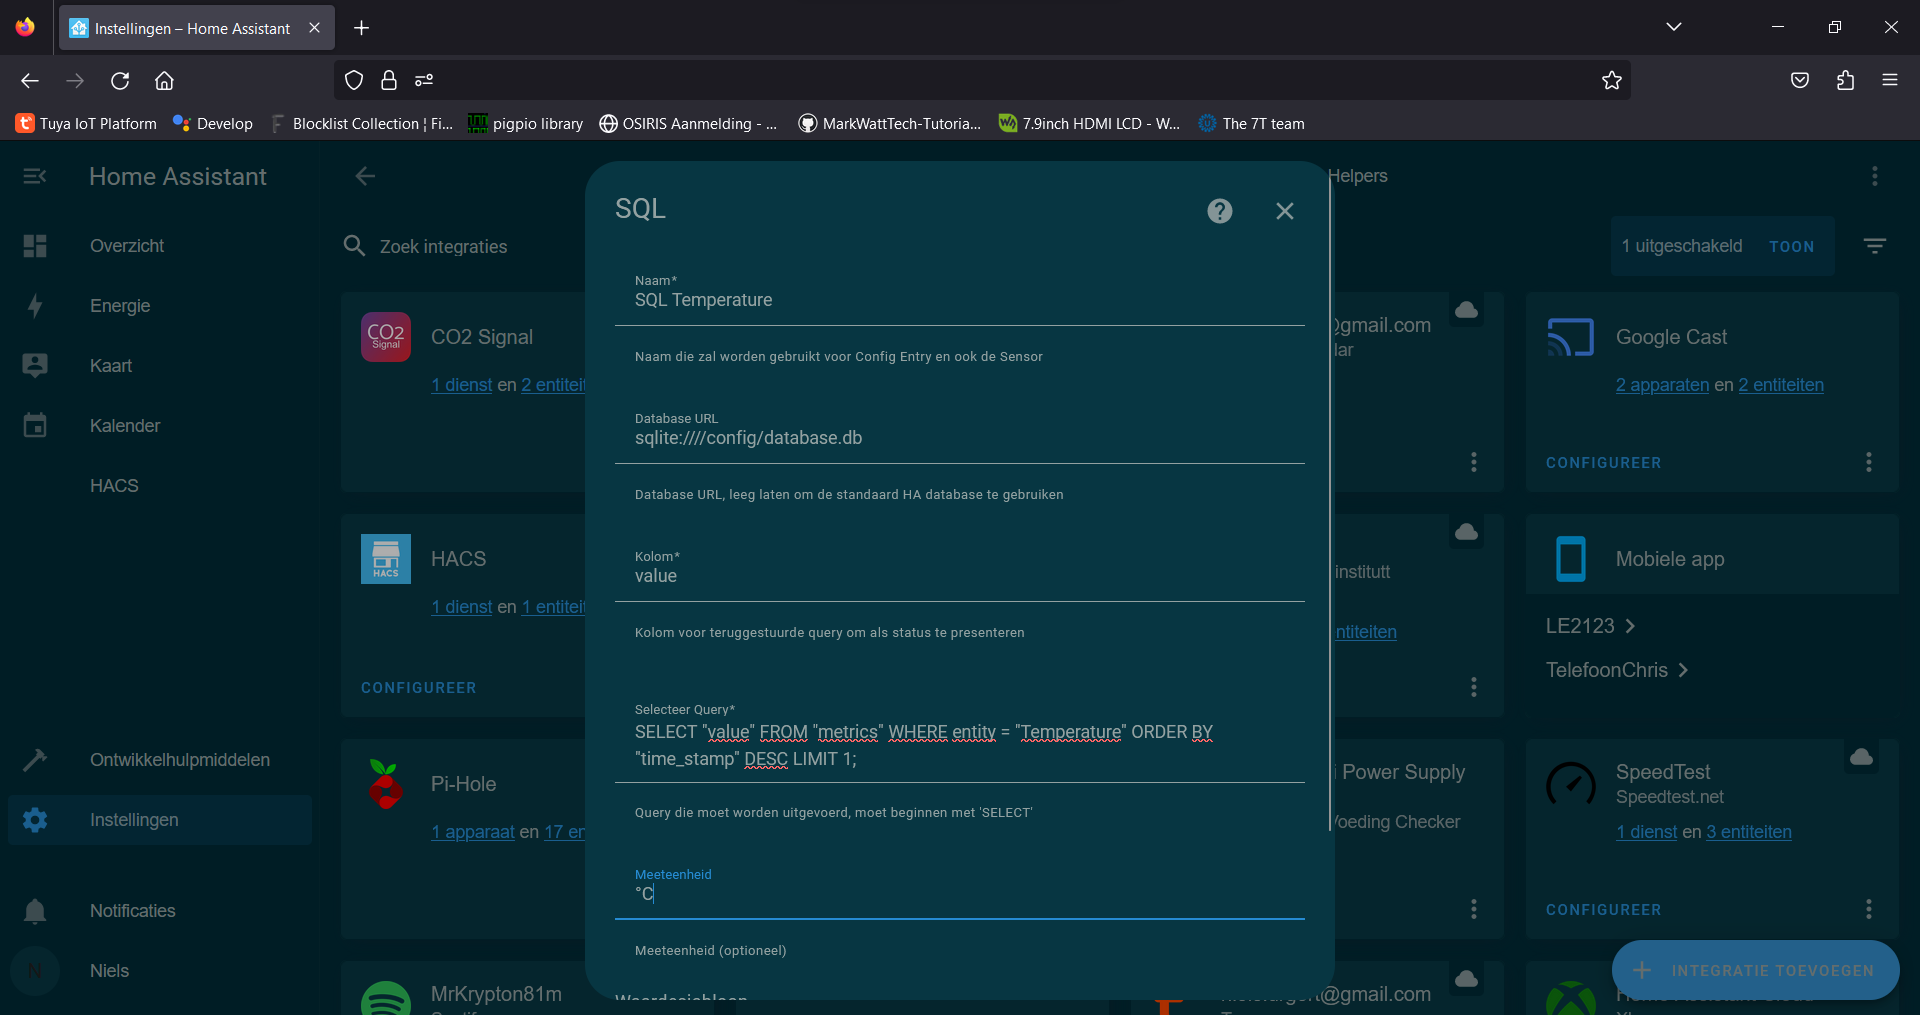 Instellingen – Home Assistant
Tuya IoT Platform
Develop
Blocklist Collection ¦ Fi...
pigpio library
OSIRIS Aanmelding - ...
MarkWattTech-Tutoria...
7.9inch HDMI LCD - W...
The 7T team
Home Assistant
Helpers
Overzicht
Energie
Kaart
Kalender
HACS
Ontwikkelhulpmiddelen
Instellingen
Notificaties
N
Niels
Zoek integraties
1 uitgeschakeld
TOON
CO2
Signal
CO2 Signal
1 dienst en 2 entiteit
HACS
HACS
1 dienst en 1 entiteit
CONFIGUREER
Pi-Hole
1 apparaat en 17 en
MrKrypton81m
SQL
Naam*
SQL Temperature
Naam die zal worden gebruikt voor Config Entry en ook de Sensor
Database URL
sqlite:////config/database.db
Database URL, leeg laten om de standaard HA database te gebruiken
Kolom*
value
Kolom voor teruggestuurde query om als status te presenteren
Selecteer Query*
SELECT "value" FROM "metrics" WHERE entity = "Temperature" ORDER BY
"time_stamp" DESC LIMIT 1;
Query die moet worden uitgevoerd, moet beginnen met 'SELECT'
Meeteenheid
°C
Meeteenheid (optioneel)
@gmail.com
lar
institutt
ntiteiten
i Power Supply
Voeding Checker
@gmail.com
Google Cast
2 apparaten en 2 entiteiten
CONFIGUREER
Mobiele app
LE2123
TelefoonChris
SpeedTest
Speedtest.net
1 dienst en 3 entiteiten
CONFIGUREER
INTEGRATIE TOEVOEGEN